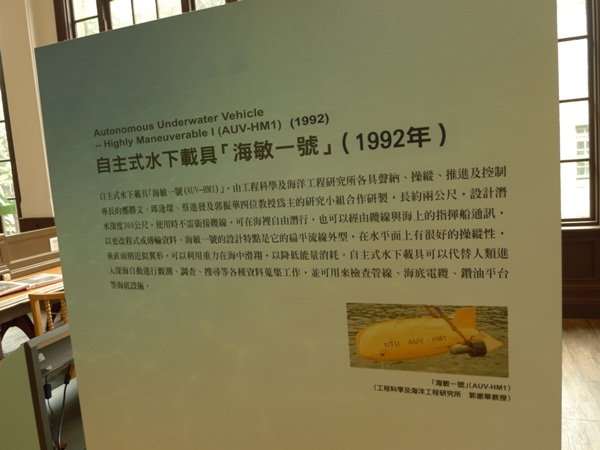 Autonomous Underwater Vehicle
– Highly Maneuverable I (AUV-HM1) (1992)
自主式水下載具「海敏一號」(1992年)
自主式水下載具「海敏一號(AUV-HM1)」,由工程科學及海洋工程研究所各具聲納、操縱、推進及控制
專長的鄭勝文、邱逢琛、蔡進發及郭振華四位教授為主的研究小組合作研製,長約兩公尺,設計潛
水深度300公尺,使用時不需銜接纜線,可在海裡自由潛行,也可以經由纜線與海上的指揮船通訊,
以更改程式或傳輸資料。海敏一號的設計特點是它的扁平流線外型,在水平面上有很好的操縱性,
垂直面則近似翼形,可以利用重力在海中滑翔,以降低能量消耗。自主式水下載具可以代替人類進
入深海自動進行觀測、調查、搜尋等各種資料蒐集工作,並可用來檢查管線、海底電纜、鑽油平台
等海底設施。
NTU AUV - HM1
「海敏一號」(AUV-HM1)
(工程科學及海洋工程研究所 郭振華教授)